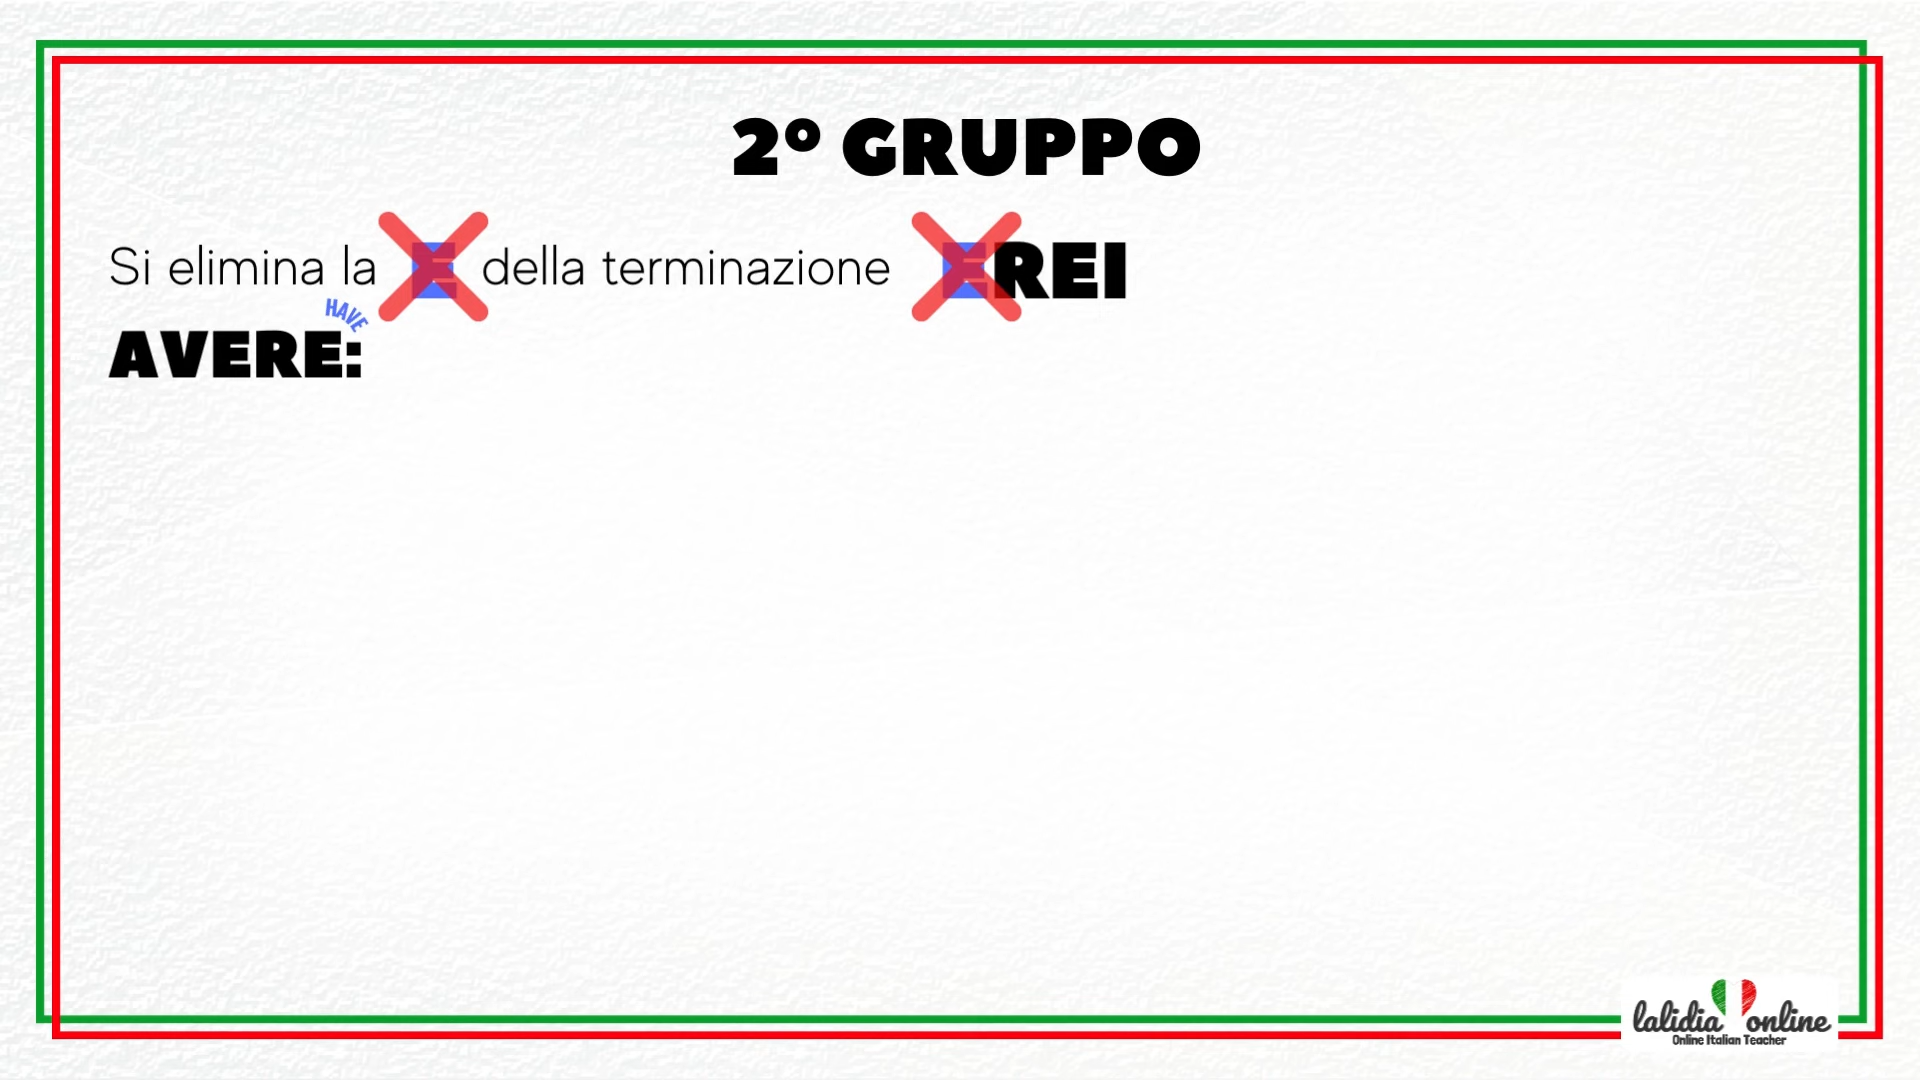 2° GRUPPO
Si elimina la E della terminazione EREI
HAVE
AVERE:
lalidia online
Online Italian Teacher